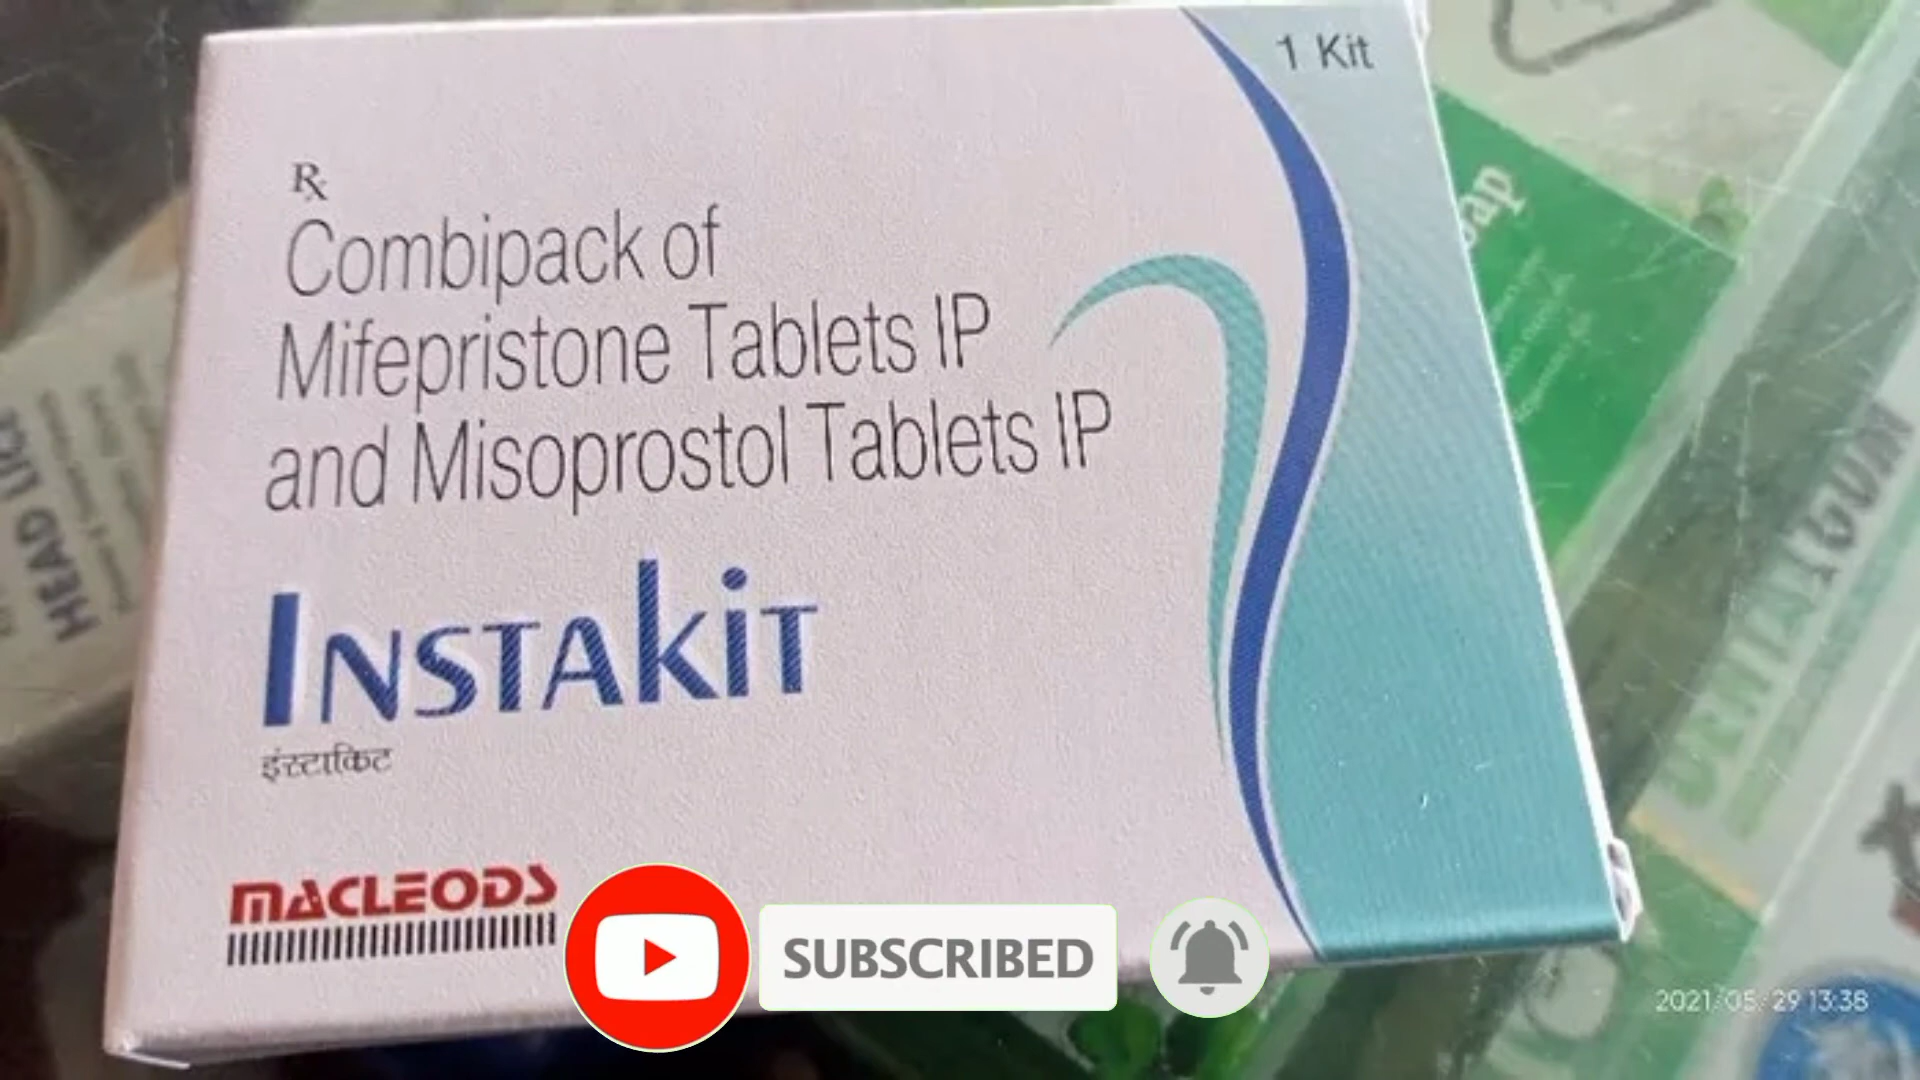 1 Kit
Rx
Combipack of
Mifepristone Tablets IP
and Misoprostol Tablets IP
INSTAKIT
इंस्टाकिट
MACLEODS
SUBSCRIBED
HEAD LICE
2021/05/29 13:38